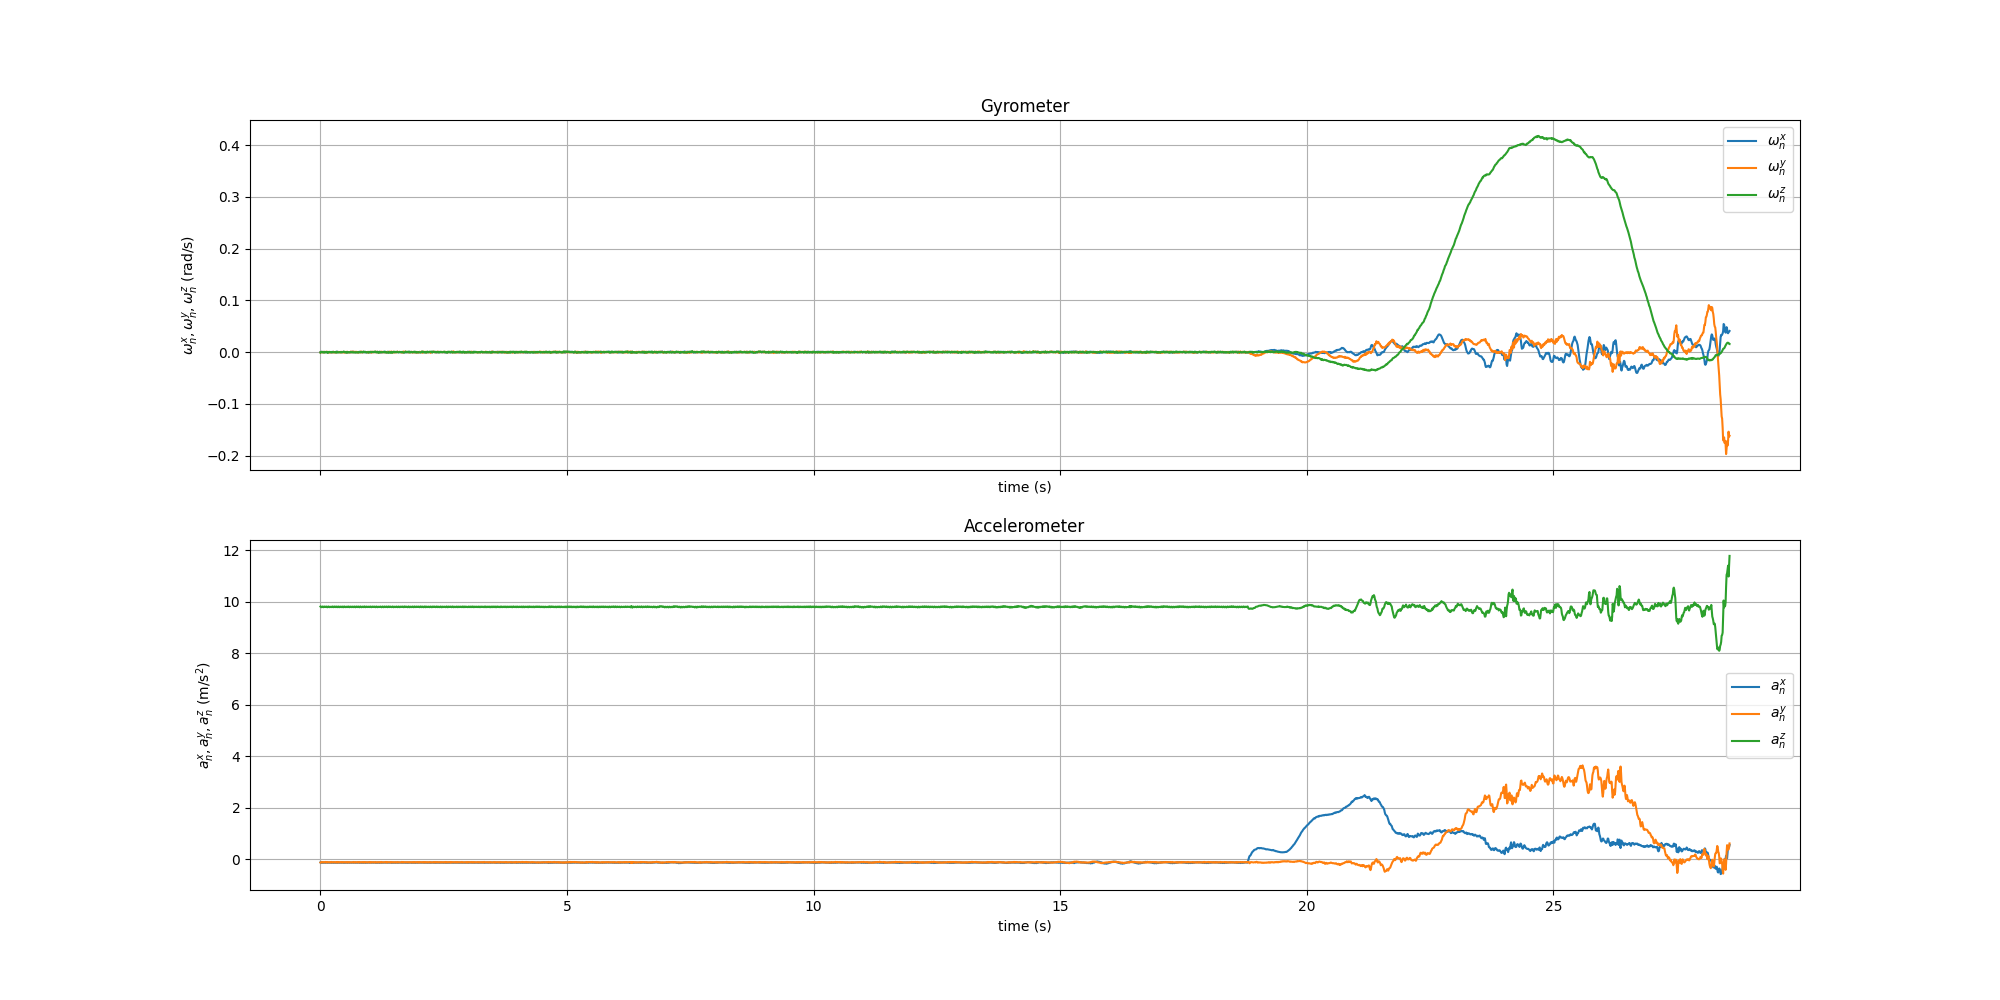 Gyrometer
0.4
0.3
0.2
0.1
0.0
−0.1
−0.2
ω_n^x, ω_n^y, ω_n^z (rad/s)
ω_n^x
ω_n^y
ω_n^z
time (s)
Accelerometer
12
10
8
6
4
2
0
a_n^x, a_n^y, a_n^z (m/s²)
a_n^x
a_n^y
a_n^z
0 5 10 15 20 25
time (s)